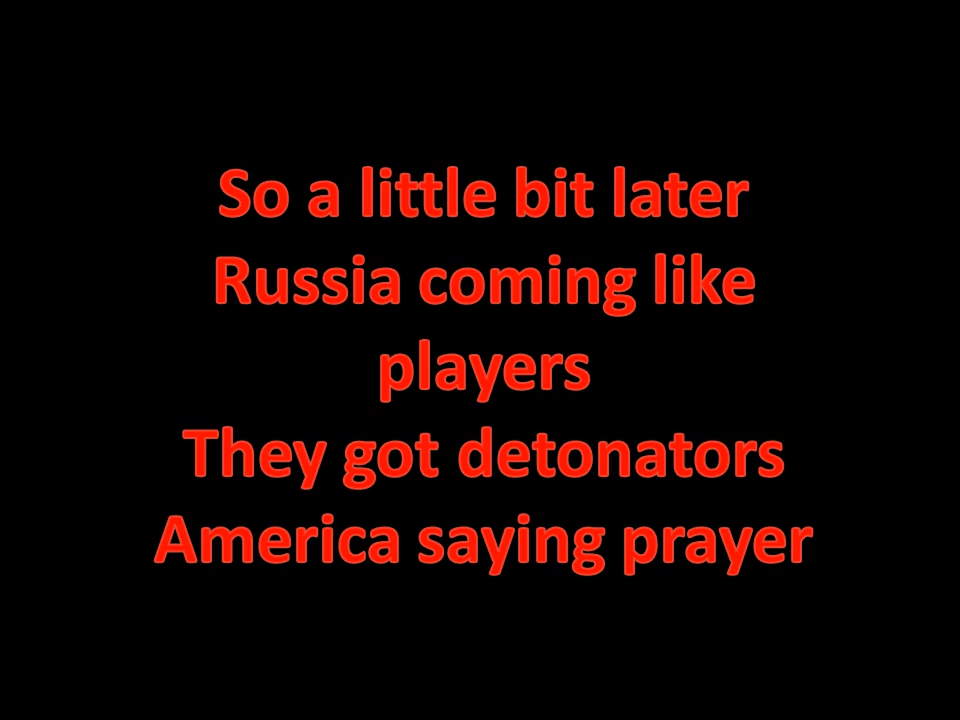 So a little bit later
Russia coming like
players
They got detonators
America saying prayer